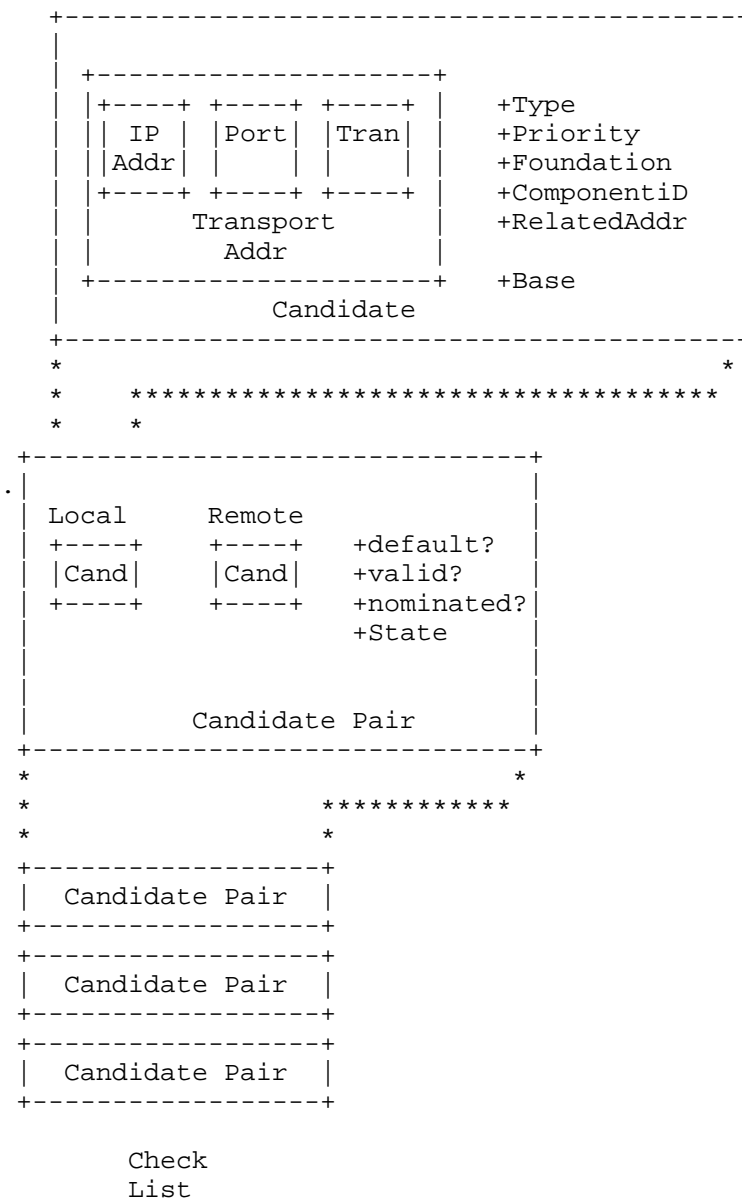 +Type
IP Port Tran +Priority
Addr +Foundation
+ComponentiD
Transport +RelatedAddr
Addr
+Base
Candidate
.
Local Remote
+default?
Cand Cand +valid?
+nominated?
+State
Candidate Pair
Candidate Pair
Candidate Pair
Candidate Pair
Check
List